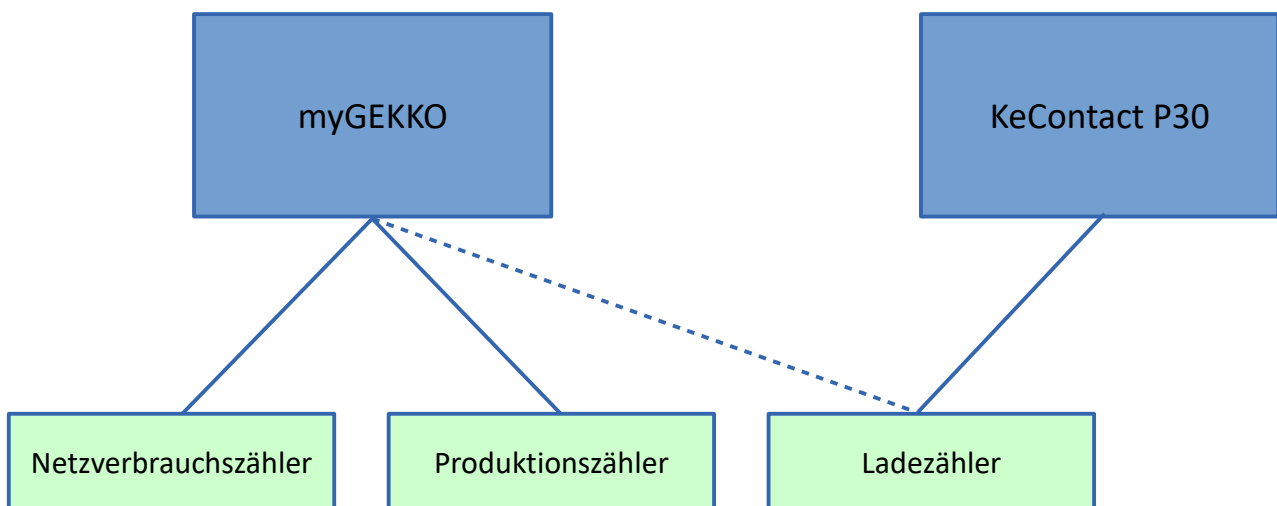 myGEKKO
KeContact P30
Netzverbrauchszähler
Produktionszähler
Ladezähler